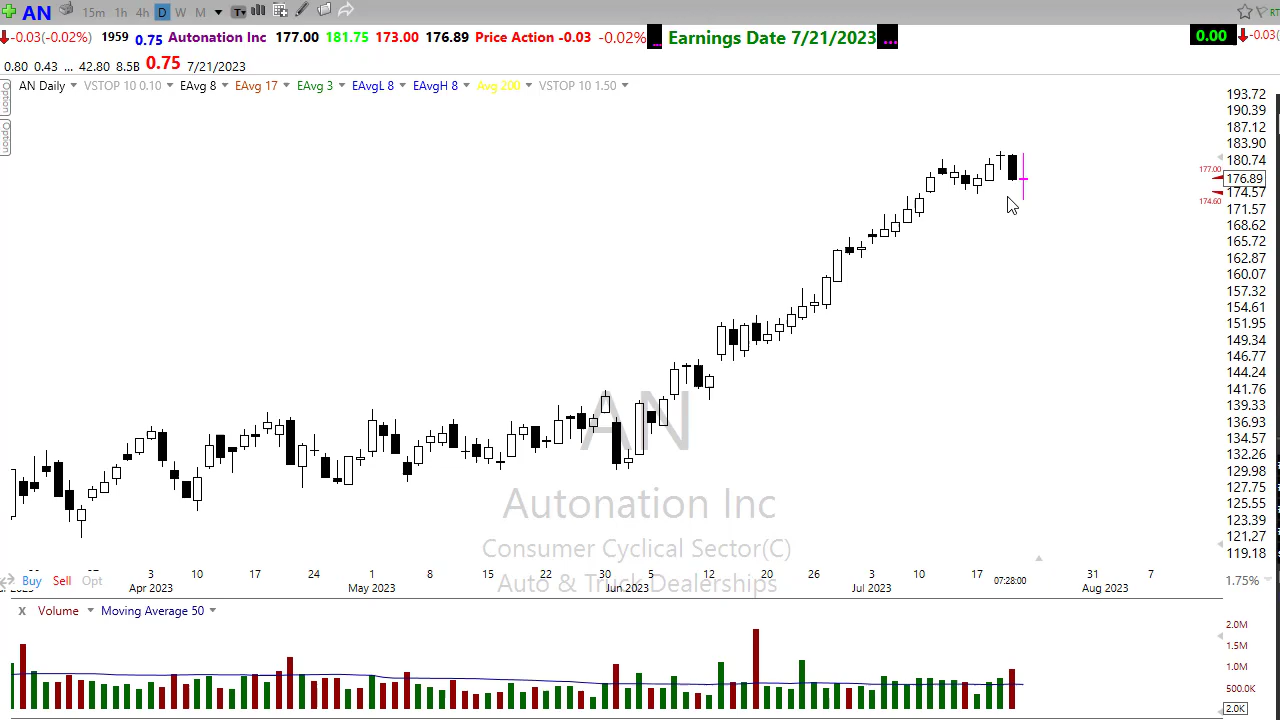 AN 15m 1h 4h D W M T
-0.03(-0.02%) 1959 0.75 Autonation Inc 177.00 181.75 173.00 176.89 Price Action -0.03 -0.02% ... Earnings Date 7/21/2023 ... 0.00 -0.03(
0.80 0.43 ... 42.80 8.5B 0.75 7/21/2023
AN Daily VSTOP 10 0.10 EAvg 8 EAvg 17 EAvg 3 EAvgL 8 EAvgH 8 Avg 200 VSTOP 10 1.50
Option
Option
193.72
190.39
187.12
183.90
180.74
177.00
176.89
174.57
174.60
171.57
168.62
165.72
162.87
160.07
157.32
154.61
151.95
149.34
146.77
144.24
141.76
139.33
136.93
134.57
132.26
129.98
127.75
125.55
123.39
121.27
119.18
AN
Autonation Inc
Consumer Cyclical Sector(C)
Auto & Truck Dealerships
3 10 17 24 1 8 15 22 30 5 12 20 26 3 10 17 07:28:00 31 7
Buy Sell Opt 1.75%
Apr 2023 May 2023 Jun 2023 Jul 2023 Aug 2023
x Volume Moving Average 50
2.0M
1.5M
1.0M
500.0K
2.0K